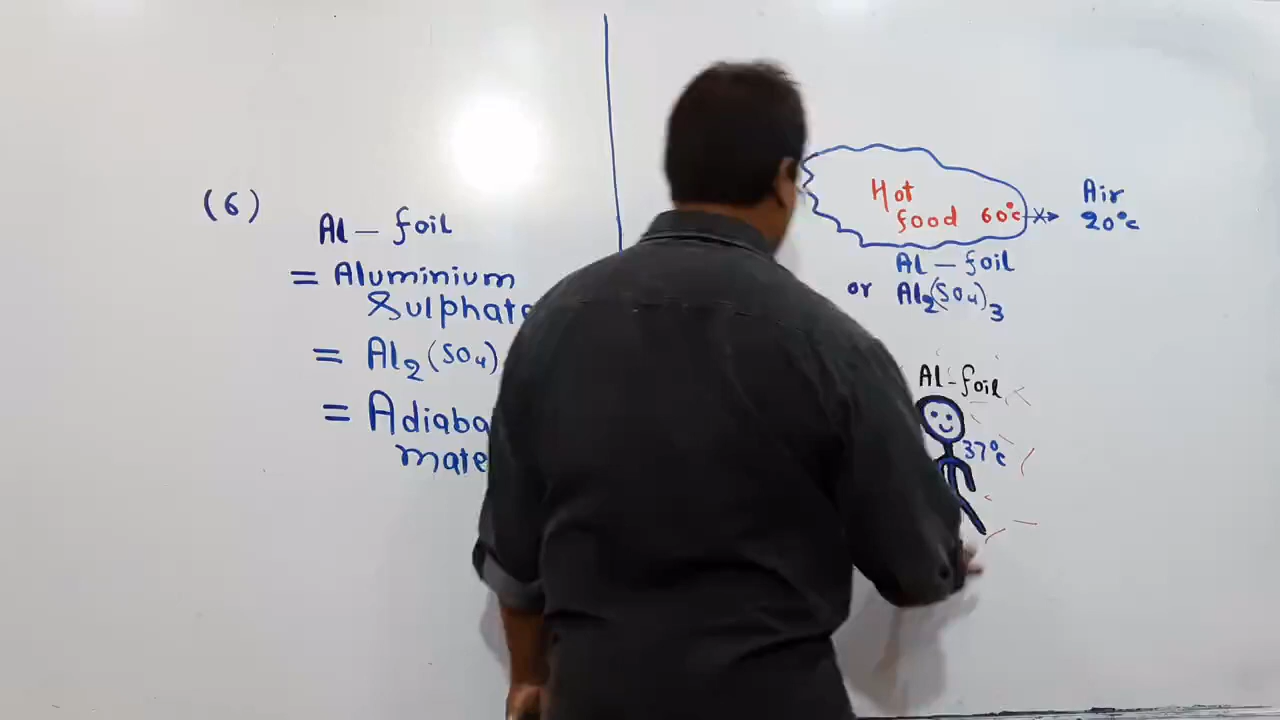 (6)
Al - foil
= Aluminium
Sulphate
= Al2(SO4)
= Adiaba
mate
Hot
food 60°c
Air
20°c
Al - foil
or Al2(SO4)3
Al - foil
37°c